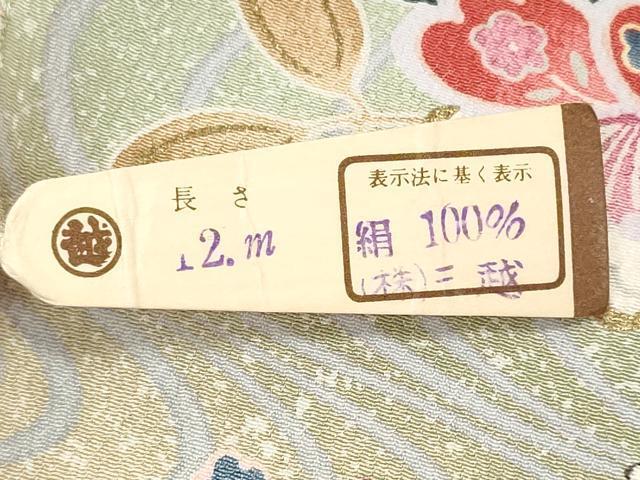 越
長さ
12.m
表示法に基く表示
絹 100%
(株)三越